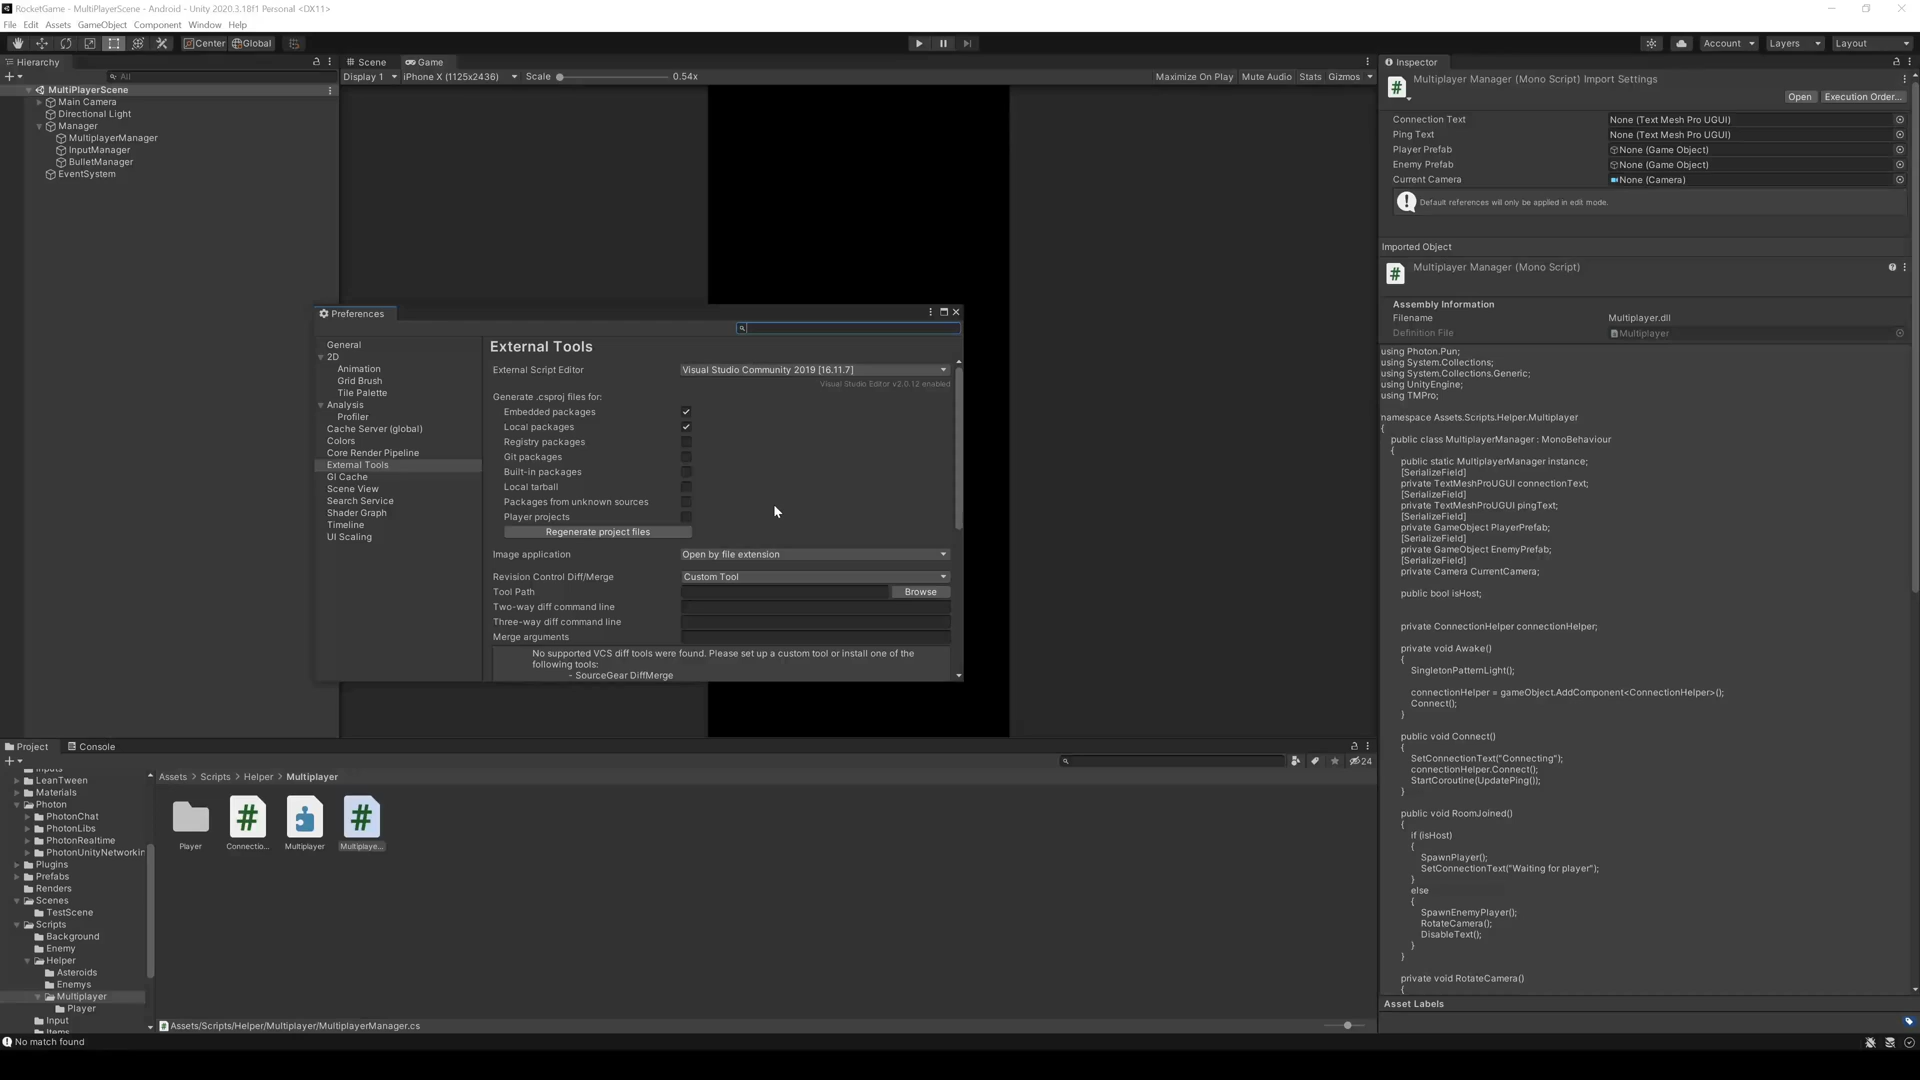 RocketGame - MultiPlayerScene - Android - Unity 2020.3.18f1 Personal <DX11>
File Edit Assets GameObject Component Window Help
Center Global
Account Layers Layout
Hierarchy
All
MultiPlayerScene
Main Camera
Directional Light
Manager
MultiplayerManager
InputManager
BulletManager
EventSystem
Scene Game
Display 1 iPhone X (1125x2436) Scale 0.54x Maximize On Play Mute Audio Stats Gizmos
Preferences
General
2D
Animation
Grid Brush
Tile Palette
Analysis
Profiler
Cache Server (global)
Colors
Core Render Pipeline
External Tools
GI Cache
Scene View
Search Service
Shader Graph
Timeline
UI Scaling
External Tools
External Script Editor Visual Studio Community 2019 [16.11.7]
Visual Studio Editor v2.0.12 enabled
Generate .csproj files for:
Embedded packages
Local packages
Registry packages
Git packages
Built-in packages
Local tarball
Packages from unknown sources
Player projects
Regenerate project files
Image application Open by file extension
Revision Control Diff/Merge Custom Tool
Tool Path Browse
Two-way diff command line
Three-way diff command line
Merge arguments
No supported VCS diff tools were found. Please set up a custom tool or install one of the
following tools:
- SourceGear DiffMerge
Inspector
Multiplayer Manager (Mono Script) Import Settings
Open Execution Order...
Connection Text None (Text Mesh Pro UGUI)
Ping Text None (Text Mesh Pro UGUI)
Player Prefab None (Game Object)
Enemy Prefab None (Game Object)
Current Camera None (Camera)
Default references will only be applied in edit mode.
Imported Object
Multiplayer Manager (Mono Script)
Assembly Information
Filename Multiplayer.dll
Definition File Multiplayer
using Photon.Pun;
using System.Collections;
using System.Collections.Generic;
using UnityEngine;
using TMPro;
namespace Assets.Scripts.Helper.Multiplayer
{
public class MultiplayerManager : MonoBehaviour
{
public static MultiplayerManager instance;
[SerializeField]
private TextMeshProUGUI connectionText;
[SerializeField]
private TextMeshProUGUI pingText;
[SerializeField]
private GameObject PlayerPrefab;
[SerializeField]
private GameObject EnemyPrefab;
[SerializeField]
private Camera CurrentCamera;
public bool isHost;
private ConnectionHelper connectionHelper;
private void Awake()
{
SingletonPatternLight();
connectionHelper = gameObject.AddComponent<ConnectionHelper>();
Connect();
}
public void Connect()
{
SetConnectionText("Connecting");
connectionHelper.Connect();
StartCoroutine(UpdatePing());
}
public void RoomJoined()
{
if (isHost)
{
SpawnPlayer();
SetConnectionText("Waiting for player");
}
else
{
SpawnEnemyPlayer();
RotateCamera();
DisableText();
}
}
private void RotateCamera()
{
Asset Labels
Project Console
24
Inputs
LeanTween
Materials
Photon
PhotonChat
PhotonLibs
PhotonRealtime
PhotonUnityNetworkin
Plugins
Prefabs
Renders
Scenes
TestScene
Scripts
Background
Enemy
Helper
Asteroids
Enemys
Multiplayer
Player
Input
Items
Assets > Scripts > Helper > Multiplayer
Player Connectio... Multiplayer Multiplaye...
Assets/Scripts/Helper/Multiplayer/MultiplayerManager.cs
No match found